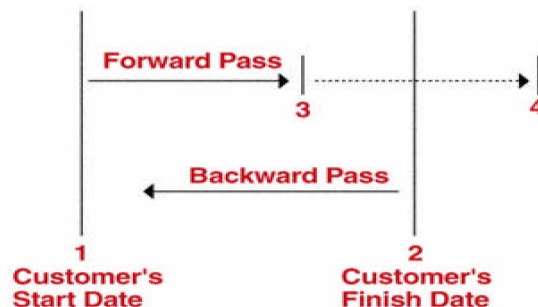 Forward Pass
3
4
Backward Pass
1
2
Customer's
Start Date
Customer's
Finish Date